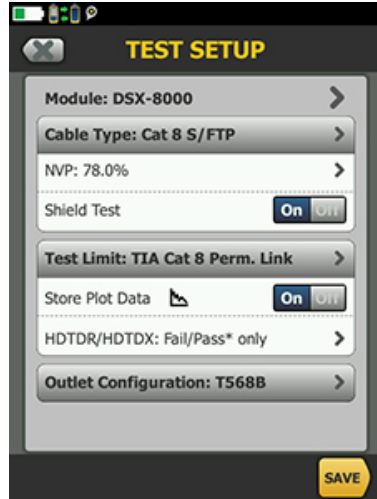 TEST SETUP
Module: DSX-8000
Cable Type: Cat 8 S/FTP
NVP: 78.0%
Shield Test On Off
Test Limit: TIA Cat 8 Perm. Link
Store Plot Data On Off
HDTDR/HDTDX: Fail/Pass* only
Outlet Configuration: T568B
SAVE